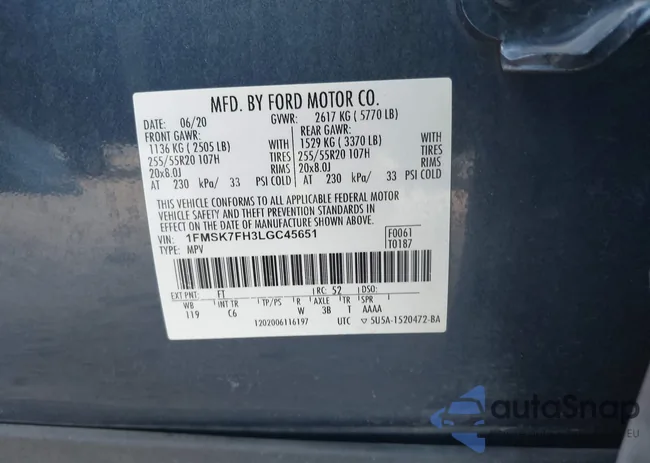 MFD. BY FORD MOTOR CO.
DATE: 06/20 GVWR: 2617 KG ( 5770 LB)
FRONT GAWR: REAR GAWR:
1136 KG ( 2505 LB) WITH 1529 KG ( 3370 LB) WITH
255/55R20 107H TIRES 255/55R20 107H TIRES
20x8.0J RIMS 20x8.0J RIMS
AT 230 kPa/ 33 PSI COLD AT 230 kPa/ 33 PSI COLD
THIS VEHICLE CONFORMS TO ALL APPLICABLE FEDERAL MOTOR
VEHICLE SAFETY AND THEFT PREVENTION STANDARDS IN
EFFECT ON THE DATE OF MANUFACTURE SHOWN ABOVE.
VIN: 1FMSK7FH3LGC45651 F0061
TYPE: MPV T0187
EXT PNT: FT RC: 52 DSO:
WB INT TR TP/PS R AXLE TR SPR
119 C6 W 3B T AAAA
1202006116197 UTC ▽ 5U5A-1520472-BA
autoSnap
.EU